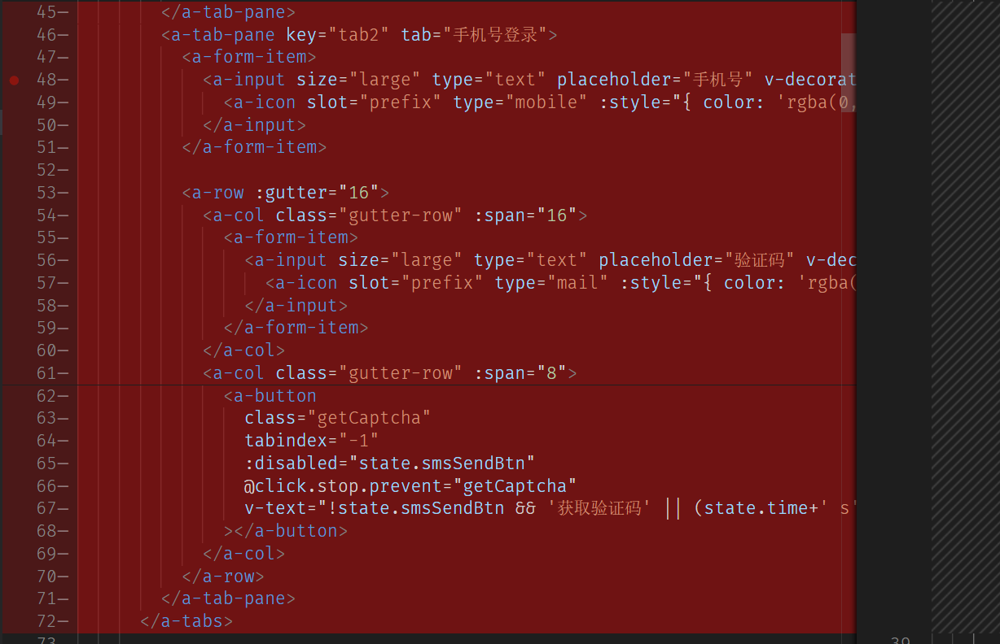 45— </a-tab-pane>
46— <a-tab-pane key="tab2" tab="手机号登录">
47— <a-form-item>
48— <a-input size="large" type="text" placeholder="手机号" v-decorat
49— <a-icon slot="prefix" type="mobile" :style="{ color: 'rgba(0,
50— </a-input>
51— </a-form-item>
52—
53— <a-row :gutter="16">
54— <a-col class="gutter-row" :span="16">
55— <a-form-item>
56— <a-input size="large" type="text" placeholder="验证码" v-dec
57— <a-icon slot="prefix" type="mail" :style="{ color: 'rgba(
58— </a-input>
59— </a-form-item>
60— </a-col>
61— <a-col class="gutter-row" :span="8">
62— <a-button
63— class="getCaptcha"
64— tabindex="-1"
65— :disabled="state.smsSendBtn"
66— @click.stop.prevent="getCaptcha"
67— v-text="!state.smsSendBtn && '获取验证码' || (state.time+' s'
68— ></a-button>
69— </a-col>
70— </a-row>
71— </a-tab-pane>
72— </a-tabs>
73
39